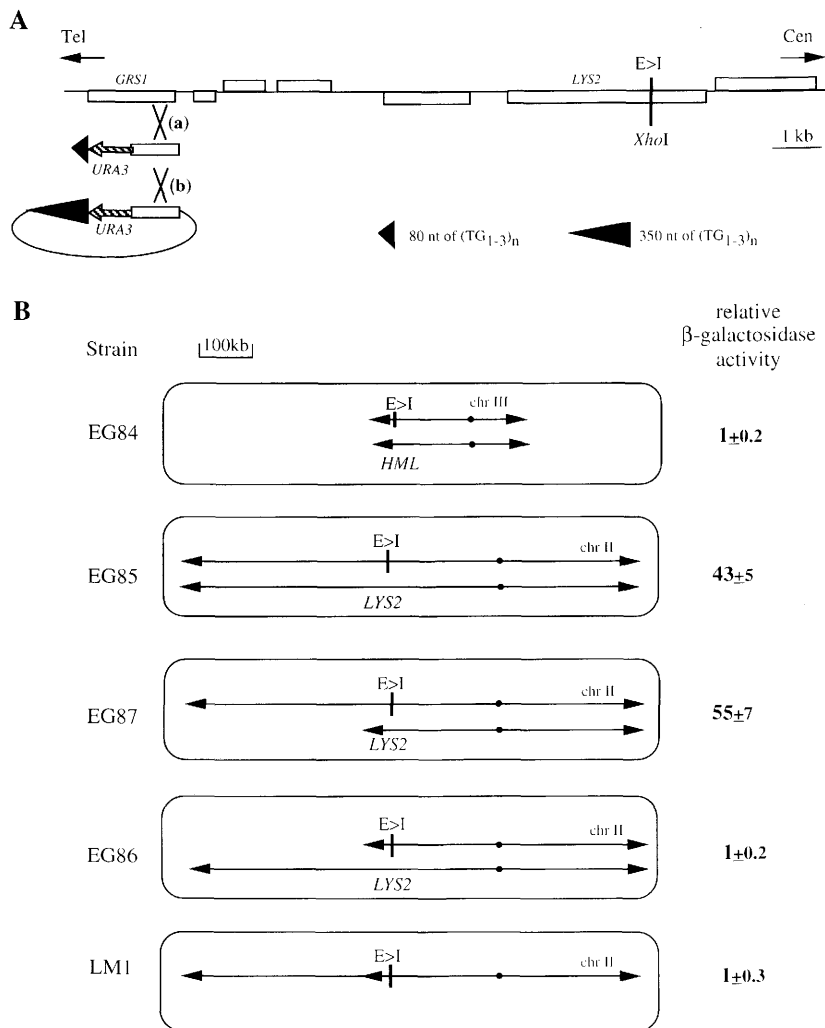 A
Tel
Cen
GRS1
LYS2
E>I
(a)
XhoI
1 kb
URA3
(b)
URA3
80 nt of (TG1-3)n
350 nt of (TG1-3)n
B
relative
β-galactosidase
activity
Strain
100kb
EG84
E>I
chr III
HML
1±0.2
EG85
E>I
chr II
LYS2
43±5
EG87
E>I
chr II
LYS2
55±7
EG86
E>I
chr II
LYS2
1±0.2
LM1
E>I
chr II
1±0.3